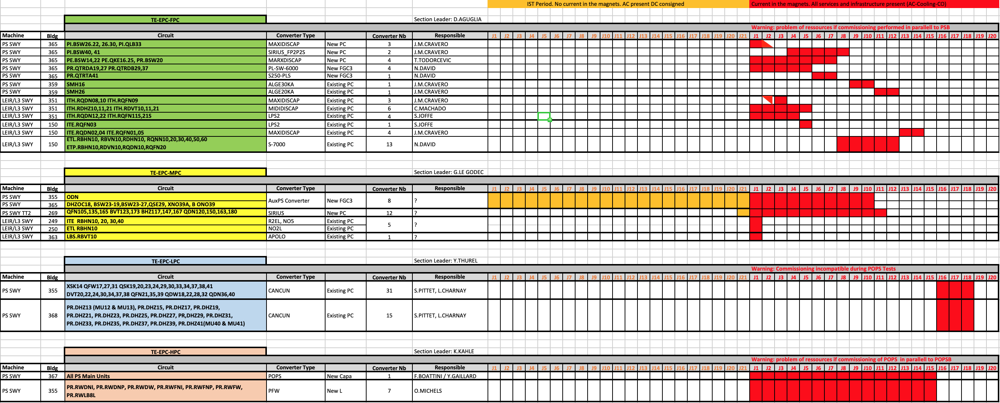 IST Period. No current in the magnets. AC present DC consigned Current in the magnets. All services and infrastructure present (AC-Cooling-CO)
TE-EPC-FPC Section Leader: D.AGUGLIA
Warning: problem of ressources if commissioning performed in parallell to PSB
Machine Bldg Circuit Converter Type Converter Nb Responsible J1 J2 J3 J4 J5 J6 J7 J8 J9 J10 J11 J12 J13 J14 J15 J16 J17 J18 J19 J20 J21 J1 J2 J3 J4 J5 J6 J7 J8 J9 J10 J11 J12 J13 J14 J15 J16 J17 J18 J19 J20
PS SWY 365 PI.BSW26.22, 26.30, PI.QLB33 MAXIDISCAP New PC 3 J.M.CRAVERO
PS SWY 365 PI.BSW40, 41 SIRIUS_FP2P2S New PC 2 J.M.CRAVERO
PS SWY 365 PE.BSW14,22 PE.QKE16.25, PR.BSW20 MARXDISCAP New PC 4 T.TODORCEVIC
PS SWY 365 PR.QTRDA19,27 PR.QTRDB29,37 PL-SW-6000 New FGC3 4 N.DAVID
PS SWY 365 PR.QTRTA41 S250-PLS New FGC3 1 N.DAVID
PS SWY 359 SMH16 ALGE30KA Existing PC 1 J.M.CRAVERO
PS SWY 359 SMH26 ALGE20KA Existing PC 1 J.M.CRAVERO
LEIR/L3 SWY 351 ITH.RQDN08,10 ITH.RQFN09 MAXIDISCAP Existing PC 3 J.M.CRAVERO
LEIR/L3 SWY 351 ITH.RDHZ10,11,21 ITH.RDVT10,11,21 MIDIDISCAP Existing PC 6 C.MACHADO
LEIR/L3 SWY 351 ITH.RQDN12,22 ITH.RQFN11S,21S LPS2 Existing PC 4 S.JOFFE
LEIR/L3 SWY 150 ITE.RQFN03 LPS2 Existing PC 1 S.JOFFE
LEIR/L3 SWY 150 ITE.RQDN02,04 ITE.RQFN01,05 MAXIDISCAP Existing PC 4 J.M.CRAVERO
LEIR/L3 SWY 150 ETL.RBHN10, RBVN10,RDHN10, RQNN10,20,30,40,50,60 S-7000 Existing PC 13 N.DAVID
ETP.RBHN10,RDVN10,RQDN10,RQFN20
TE-EPC-MPC Section Leader: G.LE GODEC
Machine Bldg Circuit Converter Type Converter Nb Responsible J1 J2 J3 J4 J5 J6 J7 J8 J9 J10 J11 J12 J13 J14 J15 J16 J17 J18 J19 J20 J21 J1 J2 J3 J4 J5 J6 J7 J8 J9 J10 J11 J12 J13 J14 J15 J16 J17 J18 J19 J20
PS SWY 355 ODN AuxPS Converter New FGC3 8 ?
PS SWY 365 DHZOC18, BSW23-19,BSW23-27,QSE29, XNO39A, B ONO39
PS SWY TT2 269 QFN105,135,165 BVT123,173 BHZ117,147,167 QDN120,150,163,180 SIRIUS New PC 12 ?
LEIR/L3 SWY 249 ITE RBHN10, 20, 30,40 R2EL, NO5 Existing PC 5 ?
LEIR/L3 SWY 250 ETL RBHN10 NO2L Existing PC
LEIR/L3 SWY 363 LBS.RBVT10 APOLO Existing PC 1 ?
TE-EPC-LPC Section Leader: Y.THUREL
Warning: Commissioning incompatible during POPS Tests
Machine Bldg Circuit Converter Type Converter Nb Responsible J1 J2 J3 J4 J5 J6 J7 J8 J9 J10 J11 J12 J13 J14 J15 J16 J17 J18 J19 J20 J21 J1 J2 J3 J4 J5 J6 J7 J8 J9 J10 J11 J12 J13 J14 J15 J16 J17 J18 J19 J20
PS SWY 355 XSK14 QFW17,27,31 QSK19,20,23,24,29,30,33,34,37,38,41 CANCUN Existing PC 31 S.PITTET, L.CHARNAY
DVT20,22,24,30,34,37,38 QFN21,35,39 QDW18,22,28,32 QDN36,40
PS SWY 368 PR.DHZ13 (MU12 & MU13), PR.DHZ15, PR.DHZ17, PR.DHZ19, CANCUN Existing PC 15 S.PITTET, L.CHARNAY
PR.DHZ21, PR.DHZ23, PR.DHZ25, PR.DHZ27, PR,DHZ29, PR.DHZ31,
PR.DHZ33, PR.DHZ35, PR.DHZ37, PR.DHZ39, PR.DHZ41(MU40 & MU41)
TE-EPC-HPC Section Leader: K.KAHLE
Warning: problem of ressources if commissioning of POPS in parallell to POPSB
Machine Bldg Circuit Converter Type Converter Nb Responsible J1 J2 J3 J4 J5 J6 J7 J8 J9 J10 J11 J12 J13 J14 J15 J16 J17 J18 J19 J20 J21 J1 J2 J3 J4 J5 J6 J7 J8 J9 J10 J11 J12 J13 J14 J15 J16 J17 J18 J19 J20
PS SWY 367 All PS Main Units POPS New Capa 1 F.BOATTINI / Y.GAILLARD
PS SWY 355 PR.RWDNI, PR.RWDNP, PR.RWDW, PR.RWFNI, PR.RWFNP, PR.RWFW, PFW New L 7 O.MICHELS
PR.RWLB8L